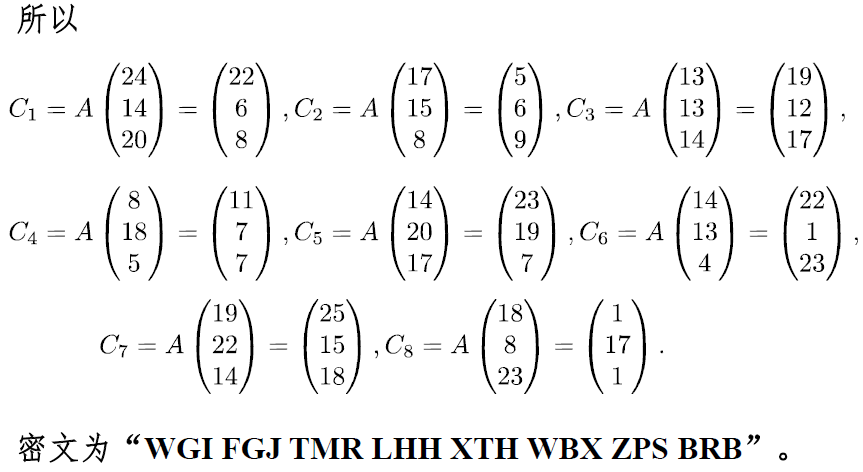 所以
C₁ = A (24 14 20) = (22 6 8), C₂ = A (17 15 8) = (5 6 9), C₃ = A (13 13 14) = (19 12 17),
C₄ = A (8 18 5) = (11 7 7), C₅ = A (14 20 17) = (23 19 7), C₆ = A (14 13 4) = (22 1 23),
C₇ = A (19 22 14) = (25 15 18), C₈ = A (18 8 23) = (1 17 1).
密文为“WGI FGJ TMR LHH XTH WBX ZPS BRB”。